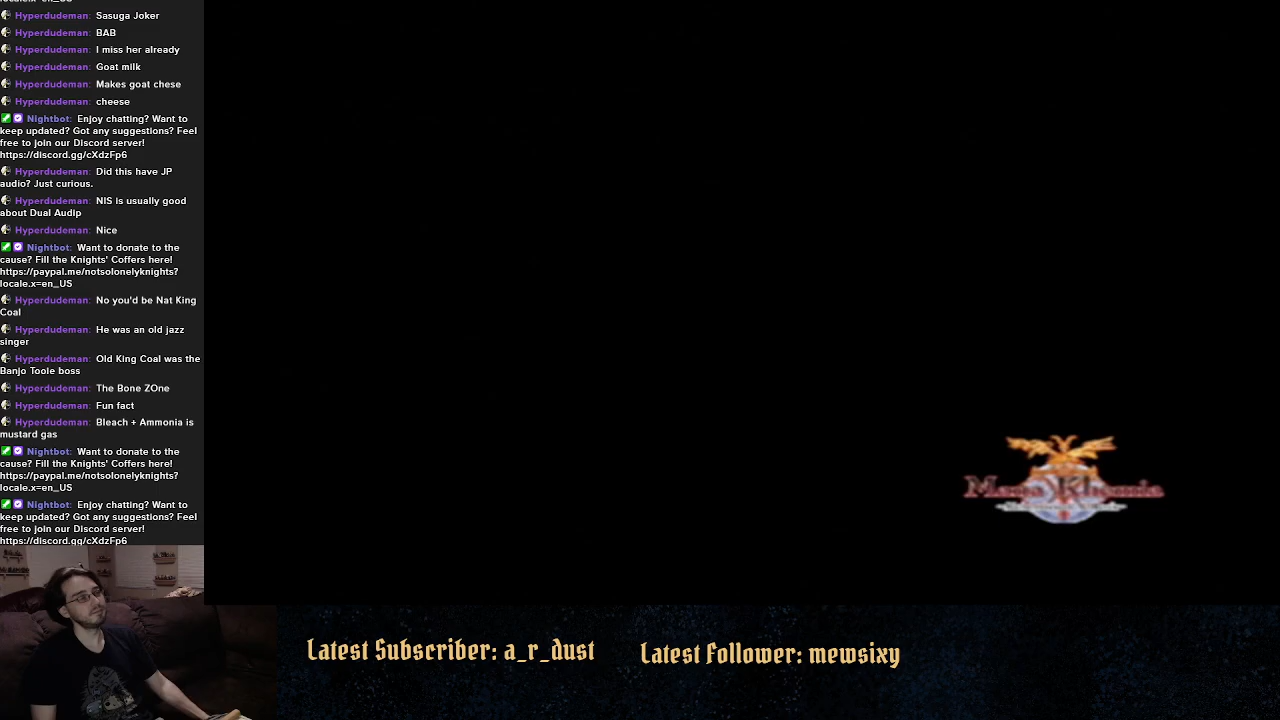 locale.x=en_US
Hyperdudeman: Sasuga Joker
Hyperdudeman: BAB
Hyperdudeman: I miss her already
Hyperdudeman: Goat milk
Hyperdudeman: Makes goat chese
Hyperdudeman: cheese
Nightbot: Enjoy chatting? Want to
keep updated? Got any suggestions? Feel
free to join our Discord server!
https://discord.gg/cXdzFp6
Hyperdudeman: Did this have JP
audio? Just curious.
Hyperdudeman: NIS is usually good
about Dual Audip
Hyperdudeman: Nice
Nightbot: Want to donate to the
cause? Fill the Knights' Coffers here!
https://paypal.me/notsolonelyknights?
locale.x=en_US
Hyperdudeman: No you'd be Nat King
Coal
Hyperdudeman: He was an old jazz
singer
Hyperdudeman: Old King Coal was the
Banjo Toole boss
Hyperdudeman: The Bone ZOne
Hyperdudeman: Fun fact
Hyperdudeman: Bleach + Ammonia is
mustard gas
Nightbot: Want to donate to the
cause? Fill the Knights' Coffers here!
https://paypal.me/notsolonelyknights?
locale.x=en_US
Nightbot: Enjoy chatting? Want to
keep updated? Got any suggestions? Feel
free to join our Discord server!
https://discord.gg/cXdzFp6
Mana Khemia
Latest Subscriber: a_r_dust
Latest Follower: mewsixy